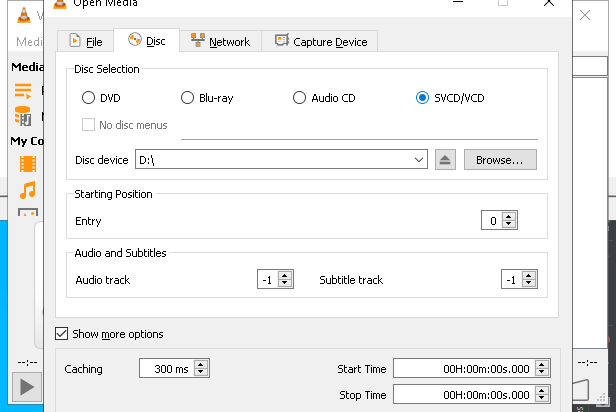 Open Media
Media
File
Disc
Network
Capture Device
Disc Selection
DVD
Blu-ray
Audio CD
SVCD/VCD
No disc menus
Disc device
D:\
Browse...
Starting Position
Entry
0
Audio and Subtitles
Audio track
-1
Subtitle track
-1
Show more options
Caching
300 ms
Start Time
00H:00m:00s.000
Stop Time
00H:00m:00s.000
Medi
My Co
--:--
--:--